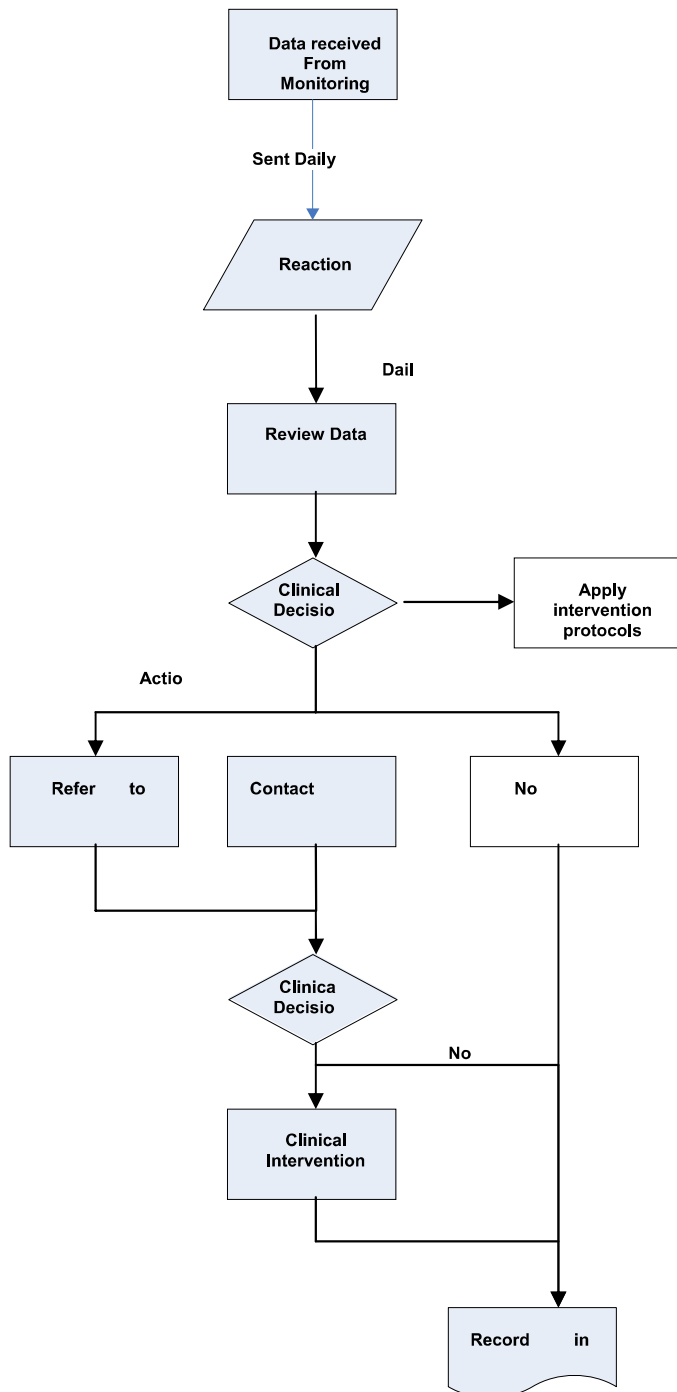 Data received
From
Monitoring
Sent Daily
Reaction
Dail
Review Data
Clinical
Decisio
Apply
intervention
protocols
Actio
Refer to
Contact
No
Clinica
Decisio
No
Clinical
Intervention
Record in